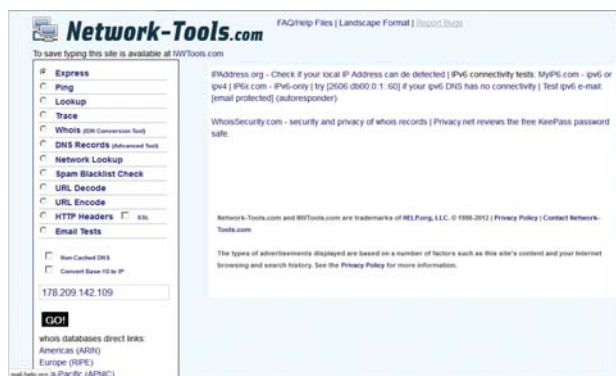 Network-Tools.com
FAQ/Help Files | Landscape Format | Report Bugs
To save typing this site is available at NWTools.com
Express
Ping
Lookup
Trace
Whois (IDN Conversion Tool)
DNS Records (Advanced Tool)
Network Lookup
Spam Blacklist Check
URL Decode
URL Encode
HTTP Headers SSL
Email Tests
Non-Cached DNS
Convert Base-10 to IP
178.209.142.109
GO!
whois databases direct links:
Americas (ARIN)
Europe (RIPE)
-Pacific (APNIC)
IPAddress.org - Check if your local IP Address can be detected | IPv6 connectivity tests: MyIP6.com - ipv6 or
ipv4 | IP6x.com - IPv6-only | try [2606:db00:0:1::60] if your ipv6 DNS has no connectivity | Test ipv6 e-mail:
[email protected] (autoresponder)
WhoisSecurity.com - security and privacy of whois records | Privacy.net reviews the free KeePass password
safe.
Network-Tools.com and NWTools.com are trademarks of HELP.org, LLC. © 1998-2012 | Privacy Policy | Contact Network-
Tools.com
The types of advertisements displayed are based on a number of factors such as this site's content and your Internet
browsing and search history. See the Privacy Policy for more information.